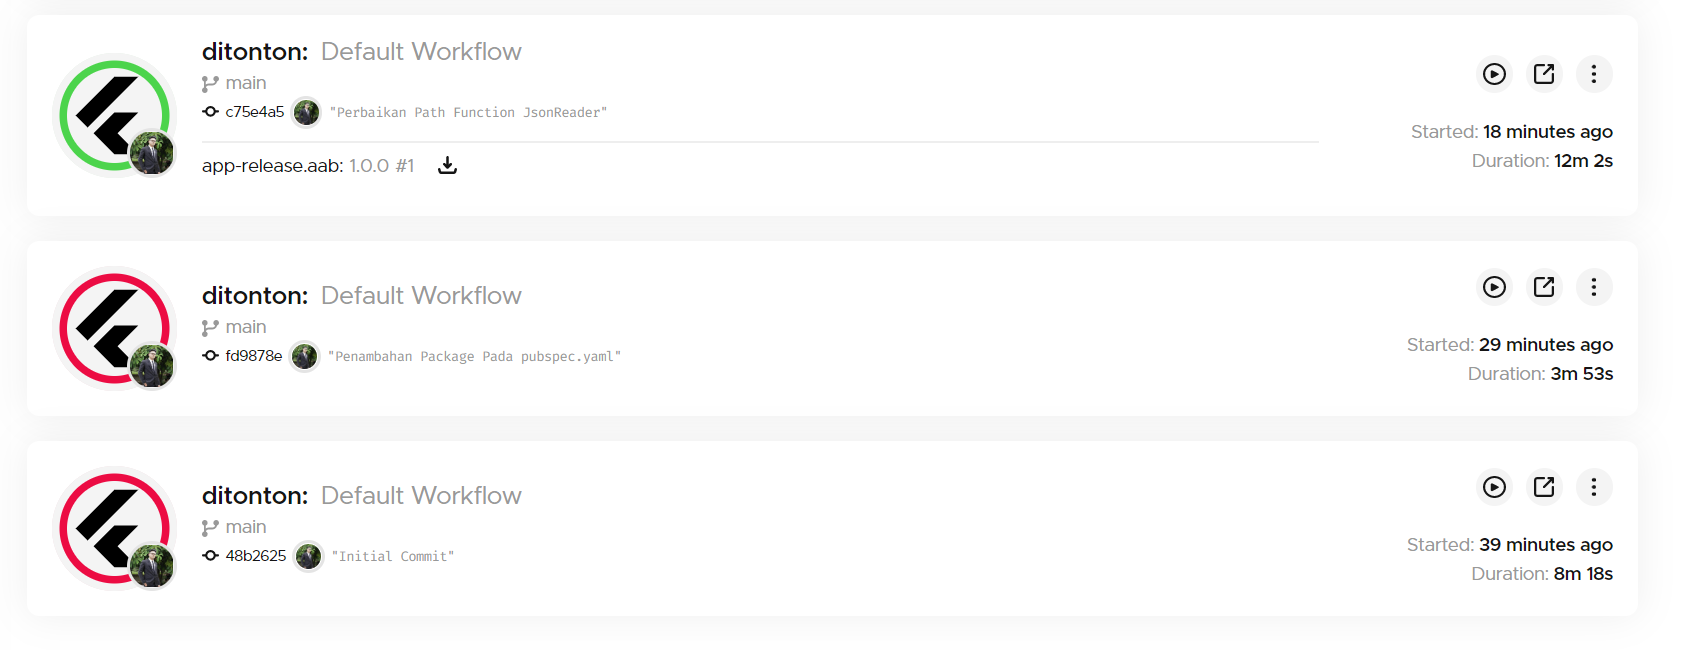 ditonton: Default Workflow
main
c75e4a5 "Perbaikan Path Function JsonReader"
app-release.aab: 1.0.0 #1
Started: 18 minutes ago
Duration: 12m 2s
ditonton: Default Workflow
main
fd9878e "Penambahan Package Pada pubspec.yaml"
Started: 29 minutes ago
Duration: 3m 53s
ditonton: Default Workflow
main
48b2625 "Initial Commit"
Started: 39 minutes ago
Duration: 8m 18s